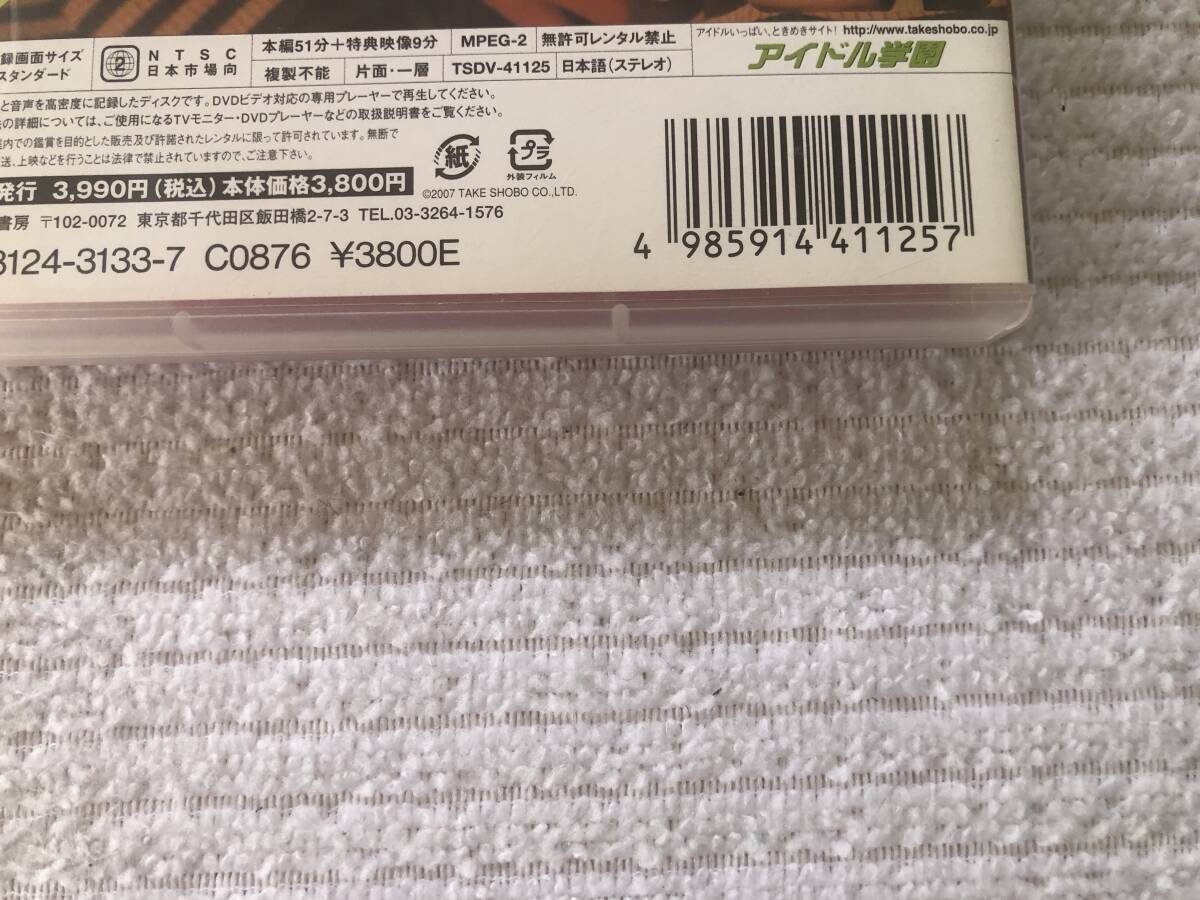 録画面サイズ
スタンダード
2
NTSC
日本市場向
本編51分+特典映像9分
MPEG-2
無許可レンタル禁止
複製不能
片面・一層
TSDV-41125
日本語(ステレオ)
アイドルいっぱい、ときめきサイト! http://www.takeshobo.co.jp
アイドル学園
と音声を高密度に記録したディスクです。DVDビデオ対応の専用プレーヤーで再生してください。
の詳細については、ご使用になるTVモニター・DVDプレーヤーなどの取扱説明書をご覧ください。
内での鑑賞を目的とした販売及び許諾されたレンタルに限って許可されています。無断で
送、上映などを行うことは法律で禁止されていますので、ご注意下さい。
紙
プラ
外装フィルム
発行 3,990円(税込)本体価格3,800円
©2007 TAKE SHOBO CO.,LTD.
書房 〒102-0072 東京都千代田区飯田橋2-7-3 TEL.03-3264-1576
8124-3133-7 C0876 ¥3800E
4 985914 411257